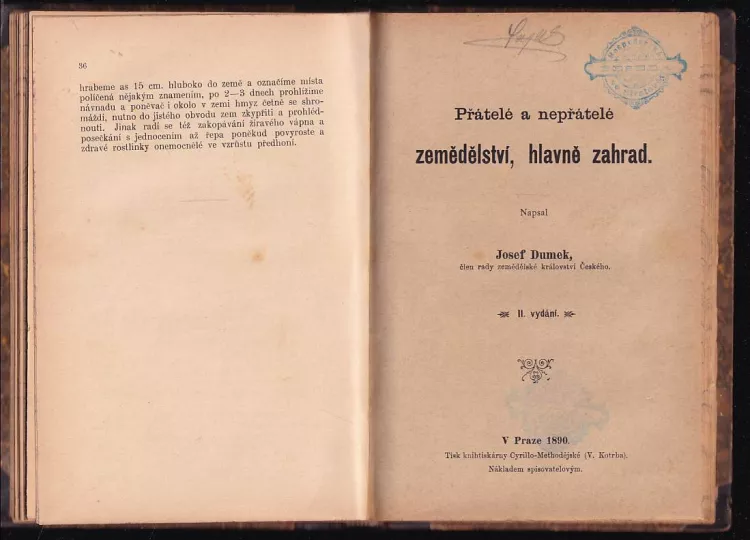 36
hrabeme as 15 cm. hluboko do země a označíme místa
políčená nějakým znamením, po 2—3 dnech prohlížíme
návnadu a poněvač i okolo v zemi hmyz četně se shro-
máždí, nutno do jistého obvodu zem zkypřiti a prohléd-
nouti. Jinak radí se též zakopávání žíravého vápna a
posečkání s jednocením až řepa poněkud povyroste a
zdravé rostlinky onemocnělé ve vzrůstu předhoní.
Přátelé a nepřátelé
zemědělství, hlavně zahrad.
Napsal
Josef Dumek,
člen rady zemědělské království Českého.
II. vydání.
V Praze 1890.
Tisk knihtiskárny Cyrillo-Methodějské (V. Kotrba).
Nákladem spisovatelovým.